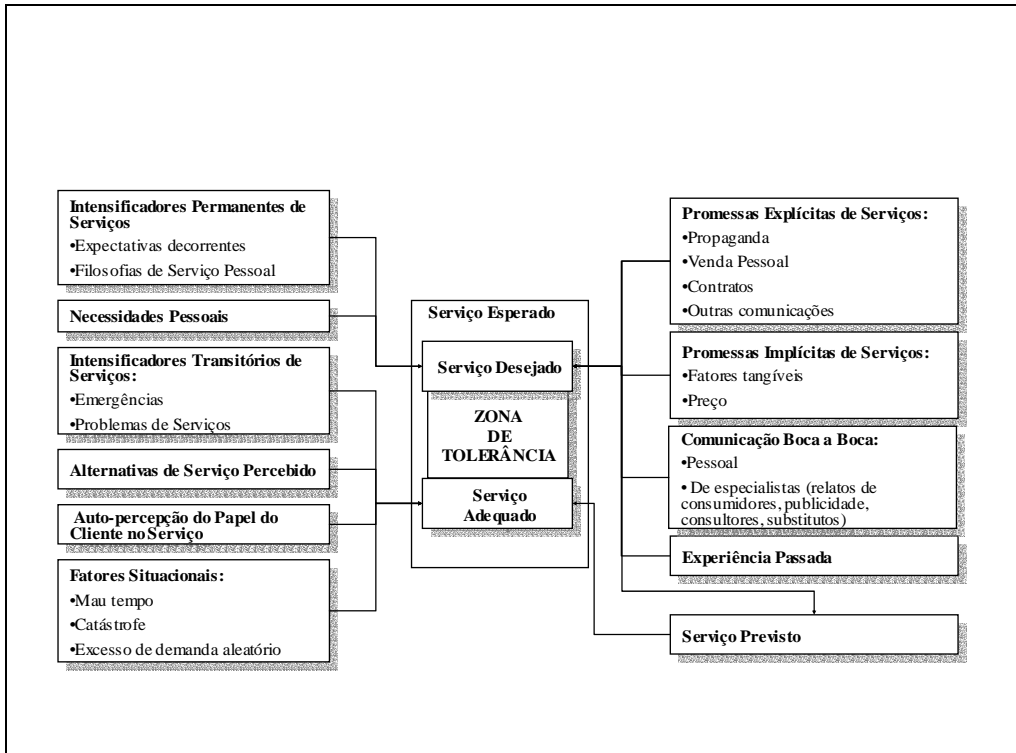 Intensificadores Permanentes de
Serviços
•Expectativas decorrentes
•Filosofias de Serviço Pessoal
Necessidades Pessoais
Intensificadores Transitórios de
Serviços:
•Emergências
•Problemas de Serviços
Alternativas de Serviço Percebido
Auto-percepção do Papel do
Cliente no Serviço
Fatores Situacionais:
•Mau tempo
•Catástrofe
•Excesso de demanda aleatório
Serviço Esperado
Serviço Desejado
ZONA
DE
TOLERÂNCIA
Serviço
Adequado
Promessas Explícitas de Serviços:
•Propaganda
•Venda Pessoal
•Contratos
•Outras comunicações
Promessas Implícitas de Serviços:
•Fatores tangíveis
•Preço
Comunicação Boca a Boca:
•Pessoal
• De especialistas (relatos de
consumidores, publicidade,
consultores, substitutos)
Experiência Passada
Serviço Previsto